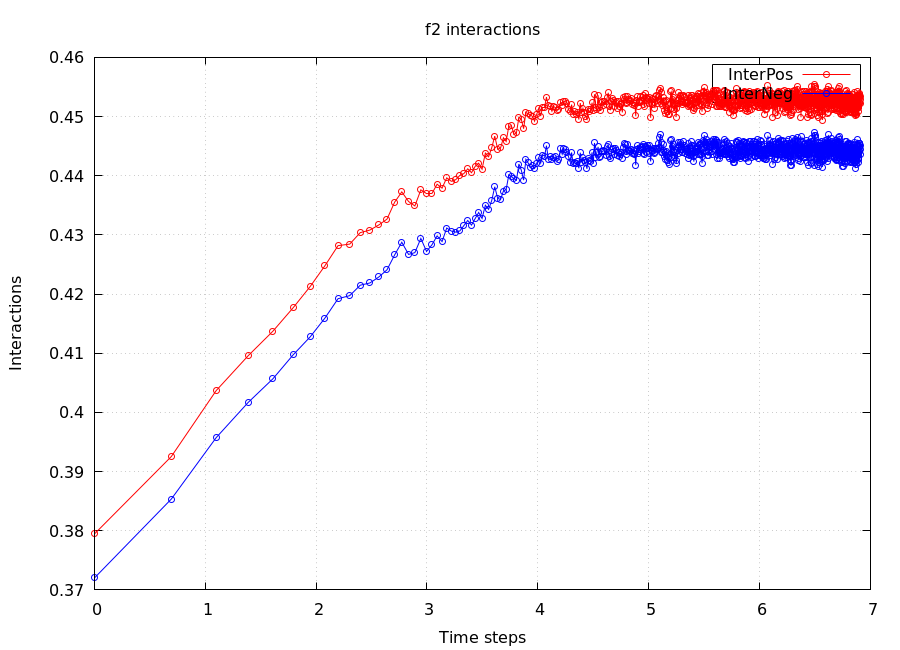 f2 interactions
0.46
InterPos
InterNeg
0.45
0.44
0.43
0.42
Interactions
0.41
0.4
0.39
0.38
0.37
0 1 2 3 4 5 6 7
Time steps